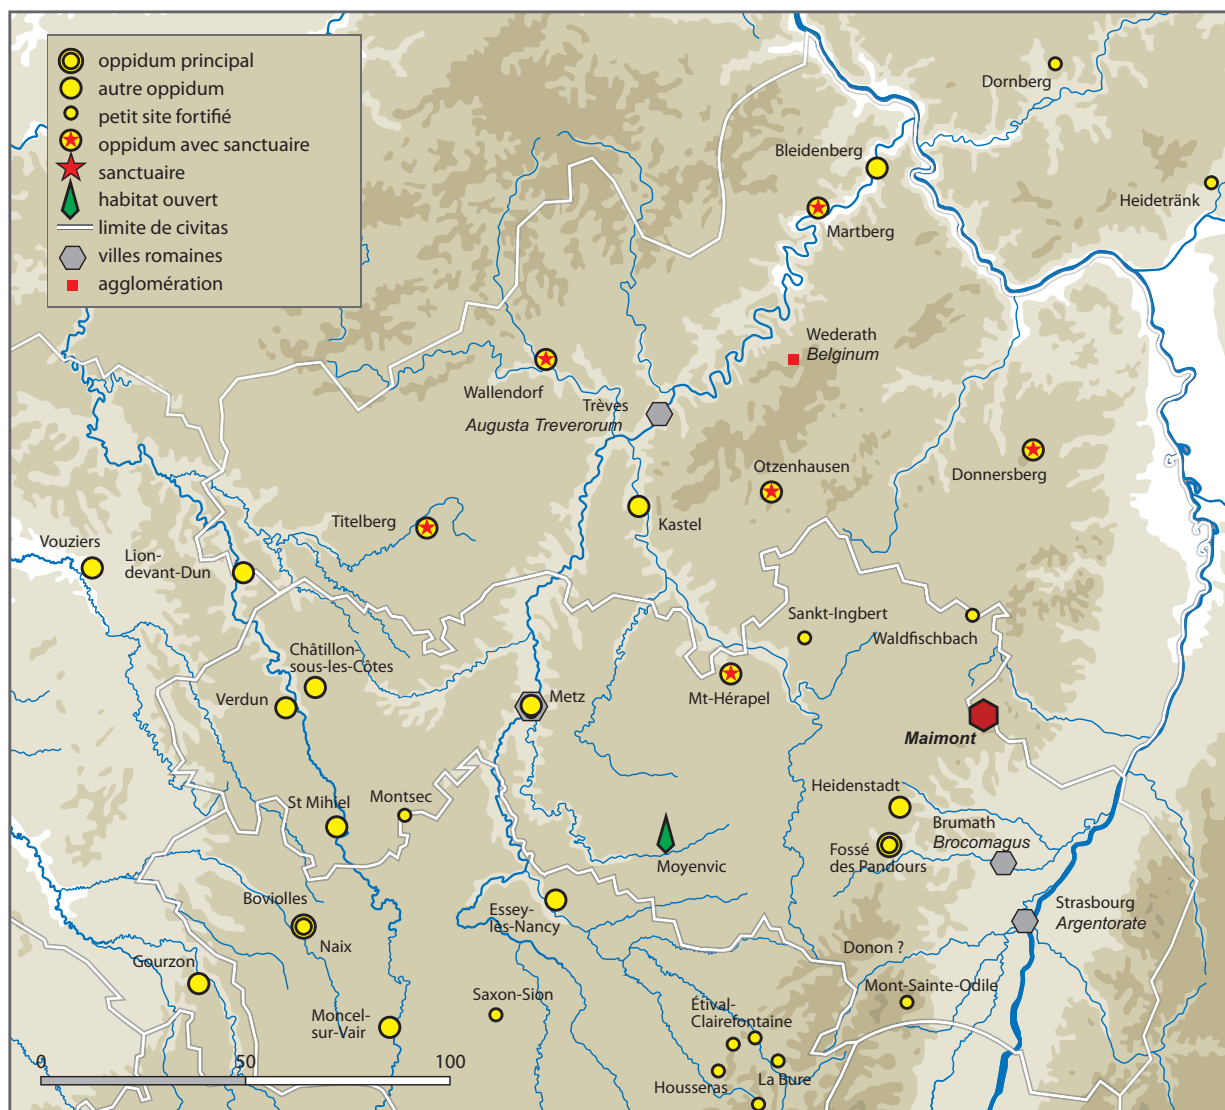 oppidum principal
autre oppidum
petit site fortifié
oppidum avec sanctuaire
sanctuaire
habitat ouvert
limite de civitas
villes romaines
agglomération
Dornberg
Bleidenberg
Heidetränk
Martberg
Wederath
Belginum
Wallendorf
Trèves
Augusta Treverorum
Otzenhausen
Donnersberg
Titelberg
Kastel
Vouziers
Lion-
devant-Dun
Sankt-Ingbert
Waldfischbach
Châtillon-
sous-les-Côtes
Verdun
Metz
Mt-Hérapel
Maimont
Heidenstadt
St Mihiel
Montsec
Brumath
Brocomagus
Fossé
des Pandours
Moyenvic
Boviolles
Naix
Essey-
lès-Nancy
Strasbourg
Argentorate
Donon ?
Gourzon
Mont-Sainte-Odile
Saxon-Sion
Étival-
Clairefontaine
Moncel-
sur-Vair
Housseras
La Bure
0
50
100